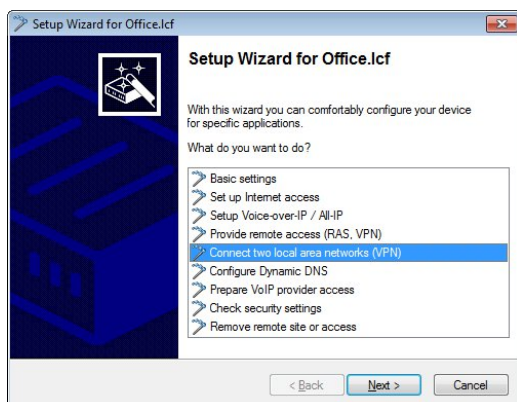 Setup Wizard for Office.lcf
Setup Wizard for Office.lcf
With this wizard you can comfortably configure your device
for specific applications.
What do you want to do?
Basic settings
Set up Internet access
Setup Voice-over-IP / All-IP
Provide remote access (RAS, VPN)
Connect two local area networks (VPN)
Configure Dynamic DNS
Prepare VoIP provider access
Check security settings
Remove remote site or access
< Back Next > Cancel